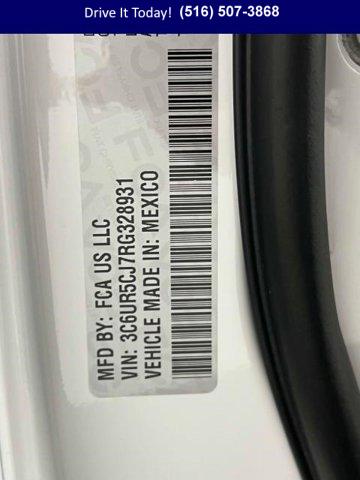 Drive It Today! (516) 507-3868
MFD BY: FCA US LLC
VIN: 3C6UR5CJ7RG328931
VEHICLE MADE IN: MEXICO